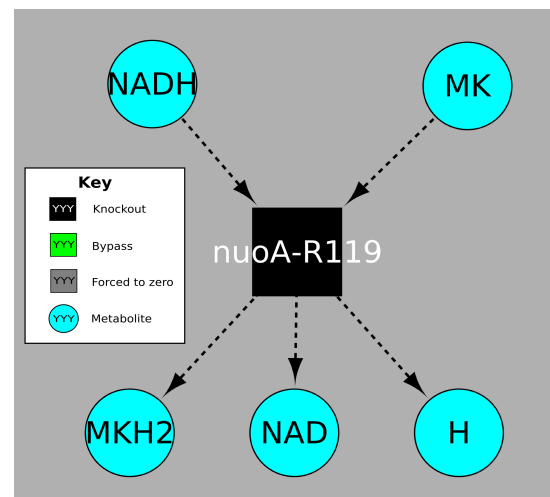 NADH
MK
Key
YYY Knockout
YYY Bypass
YYY Forced to zero
YYY Metabolite
nuoA-R119
MKH2
NAD
H